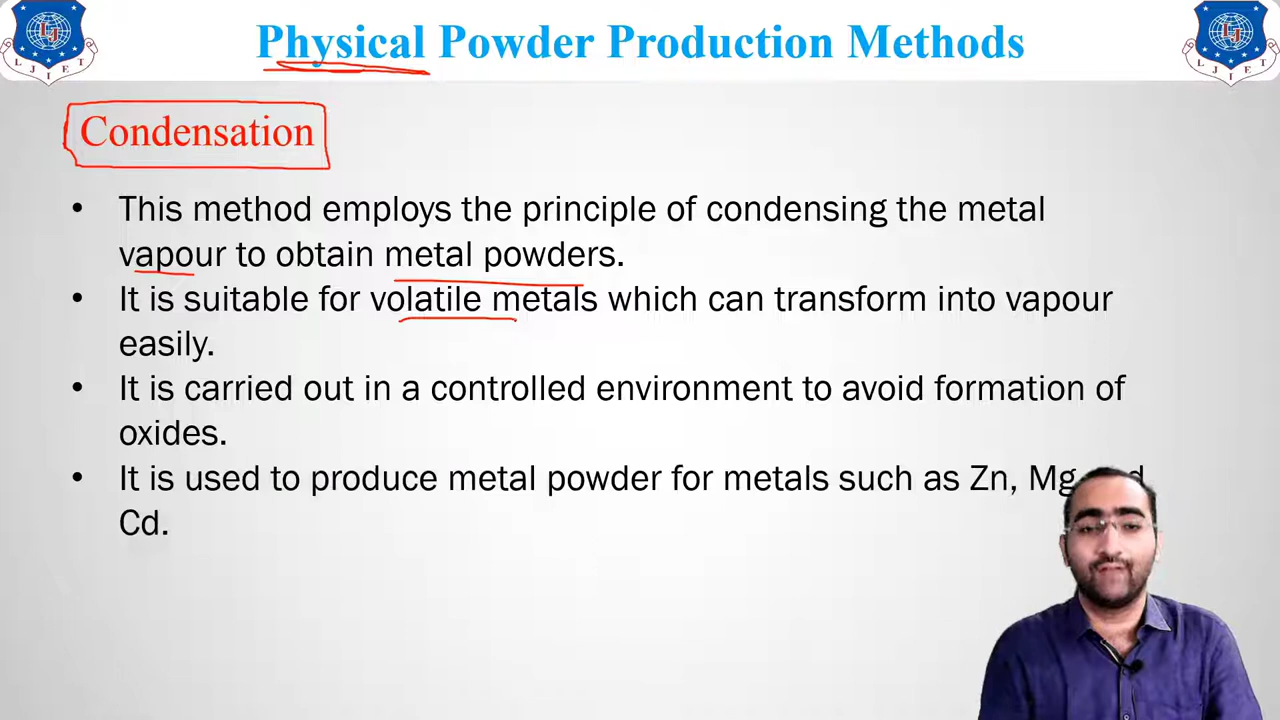 Physical Powder Production Methods
LJIET
LJIET
Condensation
• This method employs the principle of condensing the metal
vapour to obtain metal powders.
• It is suitable for volatile metals which can transform into vapour
easily.
• It is carried out in a controlled environment to avoid formation of
oxides.
• It is used to produce metal powder for metals such as Zn, Mg
Cd.